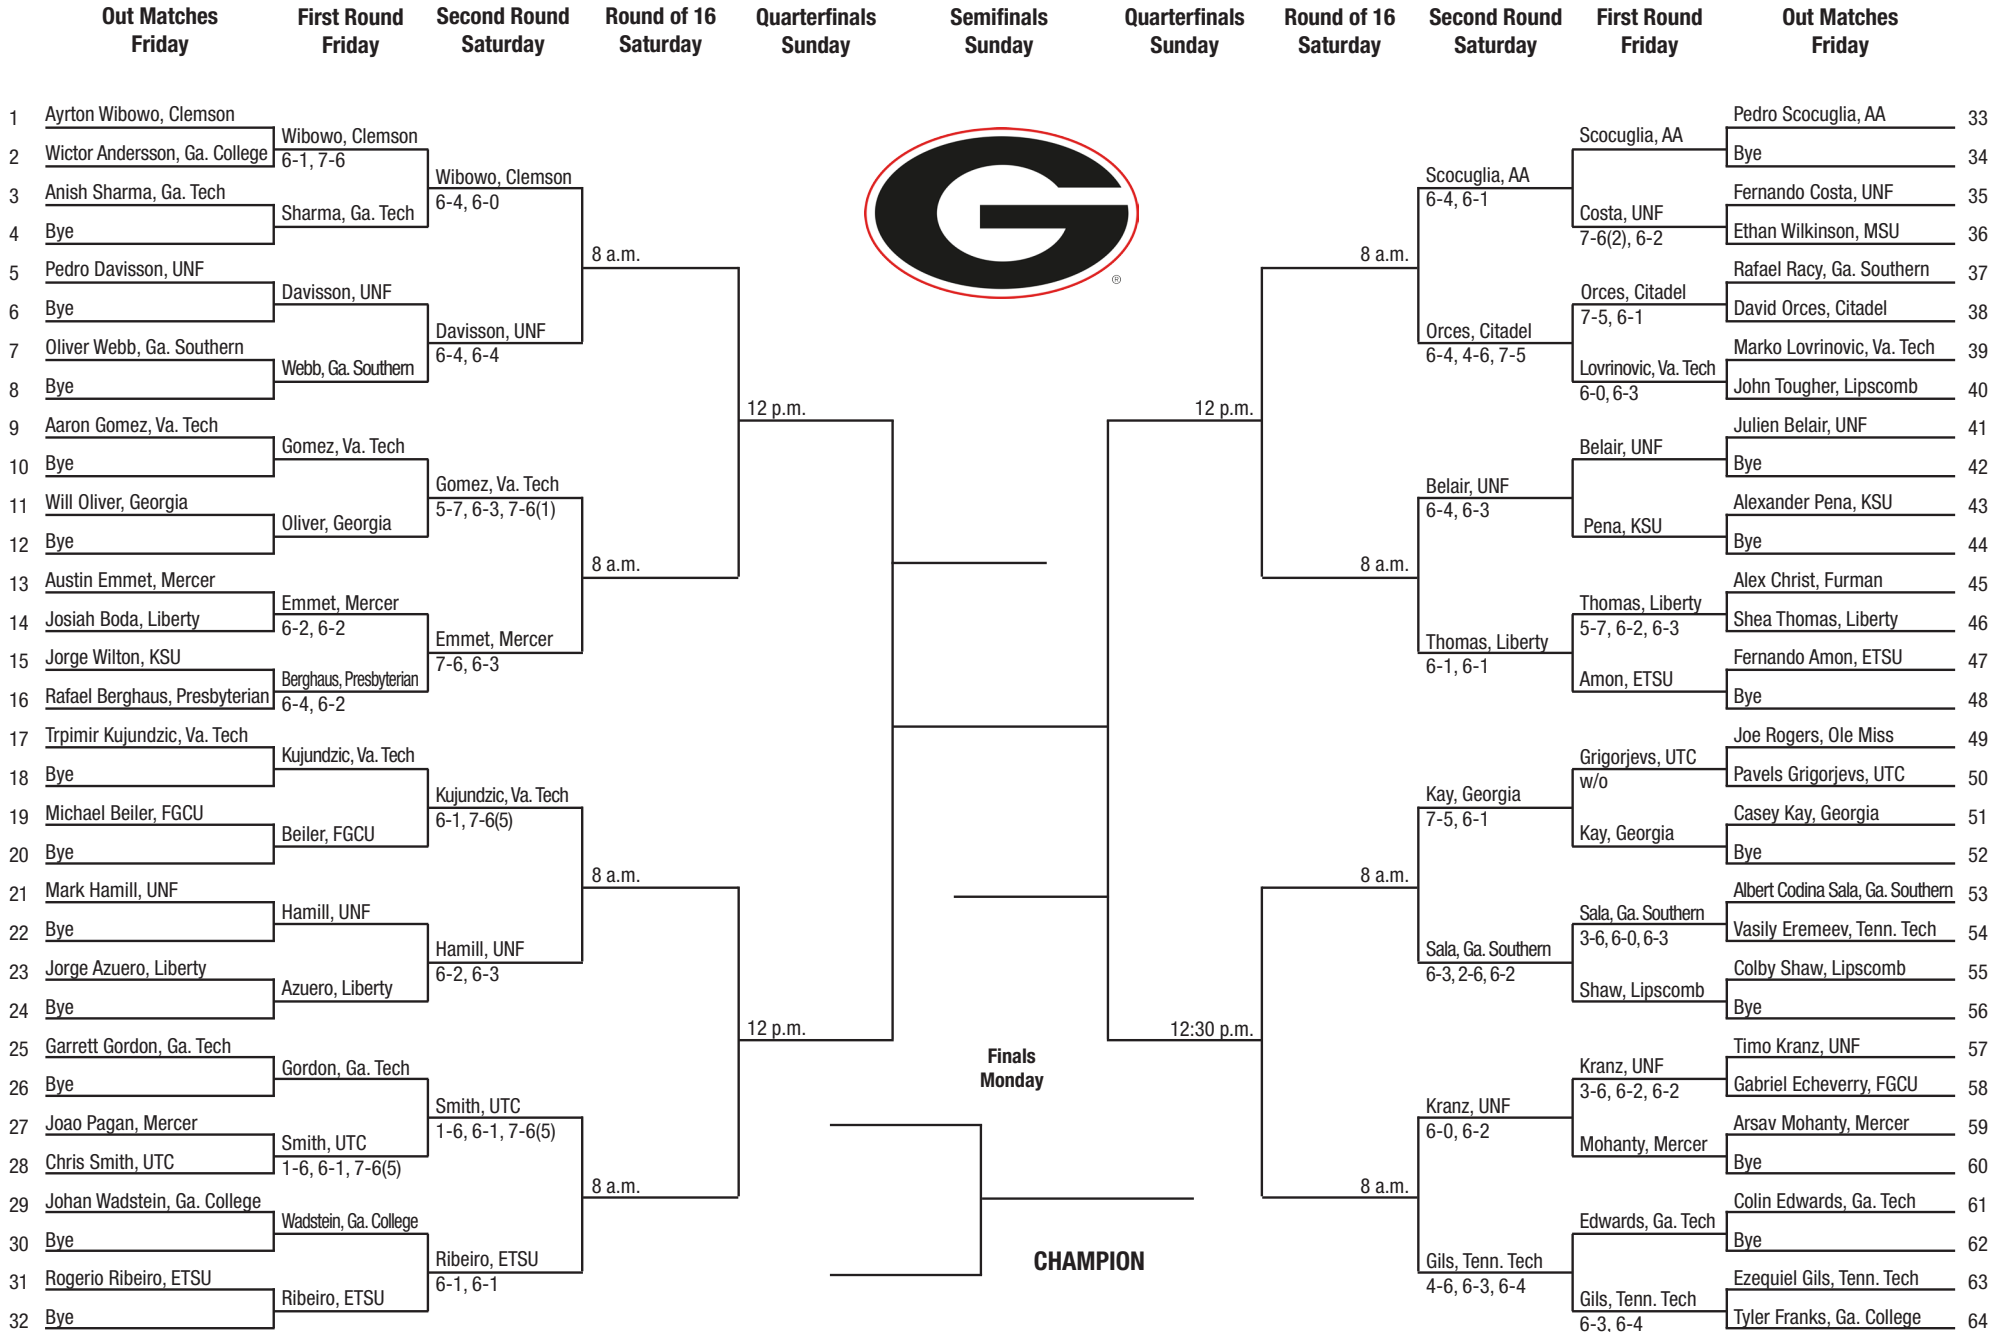 Out Matches
Friday
First Round
Friday
Second Round
Saturday
Round of 16
Saturday
Quarterfinals
Sunday
Semifinals
Sunday
Quarterfinals
Sunday
Round of 16
Saturday
Second Round
Saturday
First Round
Friday
Out Matches
Friday
1 Ayrton Wibowo, Clemson
2 Wictor Andersson, Ga. College
3 Anish Sharma, Ga. Tech
4 Bye
5 Pedro Davisson, UNF
6 Bye
7 Oliver Webb, Ga. Southern
8 Bye
9 Aaron Gomez, Va. Tech
10 Bye
11 Will Oliver, Georgia
12 Bye
13 Austin Emmet, Mercer
14 Josiah Boda, Liberty
15 Jorge Wilton, KSU
16 Rafael Berghaus, Presbyterian
17 Trpimir Kujundzic, Va. Tech
18 Bye
19 Michael Beiler, FGCU
20 Bye
21 Mark Hamill, UNF
22 Bye
23 Jorge Azuero, Liberty
24 Bye
25 Garrett Gordon, Ga. Tech
26 Bye
27 Joao Pagan, Mercer
28 Chris Smith, UTC
29 Johan Wadstein, Ga. College
30 Bye
31 Rogerio Ribeiro, ETSU
32 Bye
Wibowo, Clemson
6-1, 7-6
Sharma, Ga. Tech
Davisson, UNF
Webb, Ga. Southern
Gomez, Va. Tech
Oliver, Georgia
Emmet, Mercer
6-2, 6-2
Berghaus, Presbyterian
6-4, 6-2
Kujundzic, Va. Tech
Beiler, FGCU
Hamill, UNF
Azuero, Liberty
Gordon, Ga. Tech
Smith, UTC
1-6, 6-1, 7-6(5)
Wadstein, Ga. College
Ribeiro, ETSU
Wibowo, Clemson
6-4, 6-0
Davisson, UNF
6-4, 6-4
Gomez, Va. Tech
5-7, 6-3, 7-6(1)
Emmet, Mercer
7-6, 6-3
Kujundzic, Va. Tech
6-1, 7-6(5)
Hamill, UNF
6-2, 6-3
Smith, UTC
1-6, 6-1, 7-6(5)
Ribeiro, ETSU
6-1, 6-1
8 a.m.
8 a.m.
8 a.m.
8 a.m.
12 p.m.
12 p.m.
G
®
Finals
Monday
CHAMPION
12 p.m.
12:30 p.m.
8 a.m.
8 a.m.
8 a.m.
8 a.m.
Scocuglia, AA
6-4, 6-1
Orces, Citadel
6-4, 4-6, 7-5
Belair, UNF
6-4, 6-3
Thomas, Liberty
6-1, 6-1
Kay, Georgia
7-5, 6-1
Sala, Ga. Southern
6-3, 2-6, 6-2
Kranz, UNF
6-0, 6-2
Gils, Tenn. Tech
4-6, 6-3, 6-4
Scocuglia, AA
Costa, UNF
7-6(2), 6-2
Orces, Citadel
7-5, 6-1
Lovrinovic, Va. Tech
6-0, 6-3
Belair, UNF
Pena, KSU
Thomas, Liberty
5-7, 6-2, 6-3
Amon, ETSU
Grigorjevs, UTC
w/o
Kay, Georgia
Sala, Ga. Southern
3-6, 6-0, 6-3
Shaw, Lipscomb
Kranz, UNF
3-6, 6-2, 6-2
Mohanty, Mercer
Edwards, Ga. Tech
Gils, Tenn. Tech
6-3, 6-4
Pedro Scocuglia, AA 33
Bye 34
Fernando Costa, UNF 35
Ethan Wilkinson, MSU 36
Rafael Racy, Ga. Southern 37
David Orces, Citadel 38
Marko Lovrinovic, Va. Tech 39
John Tougher, Lipscomb 40
Julien Belair, UNF 41
Bye 42
Alexander Pena, KSU 43
Bye 44
Alex Christ, Furman 45
Shea Thomas, Liberty 46
Fernando Amon, ETSU 47
Bye 48
Joe Rogers, Ole Miss 49
Pavels Grigorjevs, UTC 50
Casey Kay, Georgia 51
Bye 52
Albert Codina Sala, Ga. Southern 53
Vasily Eremeev, Tenn. Tech 54
Colby Shaw, Lipscomb 55
Bye 56
Timo Kranz, UNF 57
Gabriel Echeverry, FGCU 58
Arsav Mohanty, Mercer 59
Bye 60
Colin Edwards, Ga. Tech 61
Bye 62
Ezequiel Gils, Tenn. Tech 63
Tyler Franks, Ga. College 64